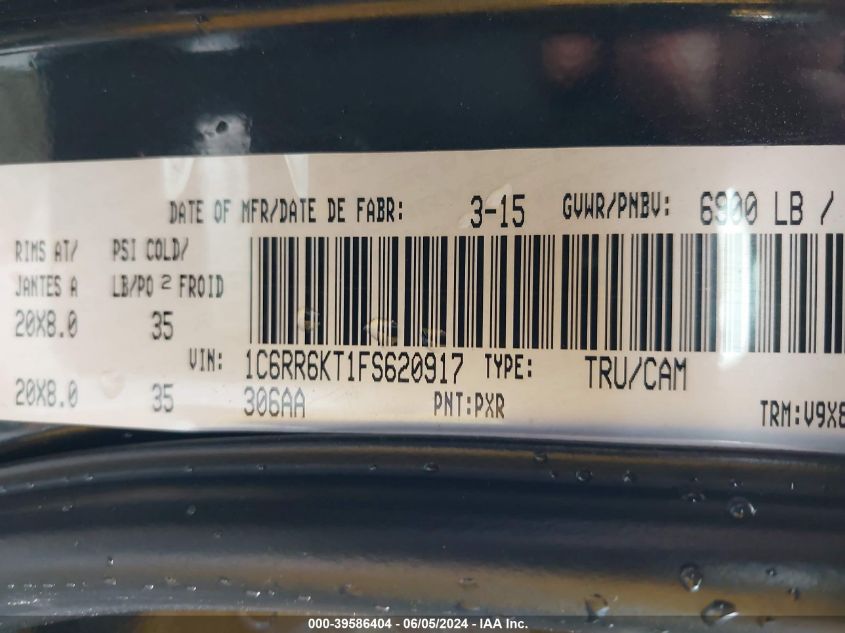 DATE OF MFR/DATE DE FABR: 3-15 GVWR/PNBV: 6900 LB /
RIMS AT/ PSI COLD/
JANTES A LB/PO 2 FROID
20X8.0 35
VIN: 1C6RR6KT1FS620917 TYPE: TRU/CAM
20X8.0 35 306AA PNT:PXR
TRM:V9X8
000-39586404 - 06/05/2024 - IAA Inc.